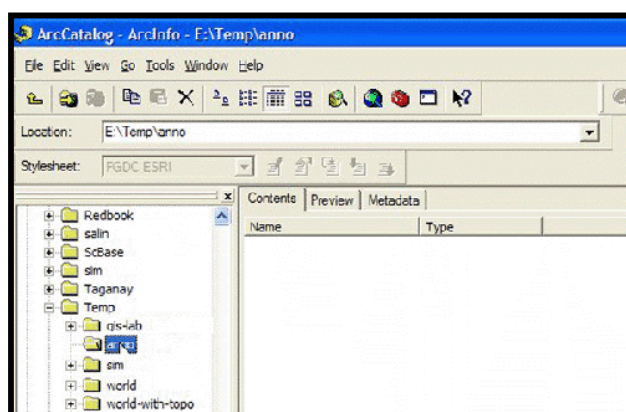 ArcCatalog - ArcInfo - E:\Temp\anno
File Edit View Go Tools Window Help
Location: E:\Temp\anno
Stylesheet: FGDC ESRI
Contents Preview Metadata
Name Type
Redbook
salin
ScBase
sim
Taganay
Temp
gis-lab
anno
sim
world
world-with-topo